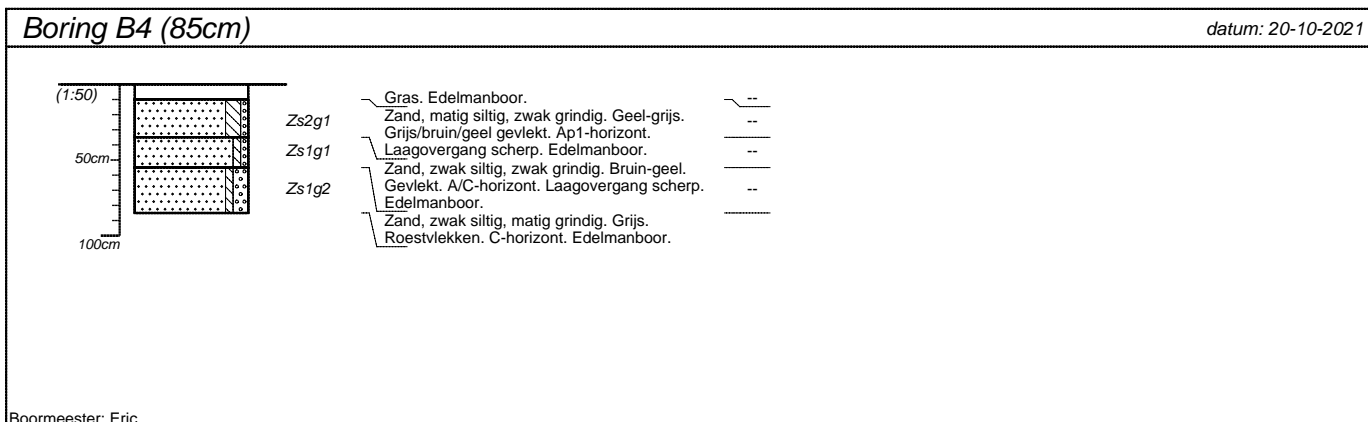 Boring B4 (85cm)
datum: 20-10-2021
(1:50)
50cm
100cm
Zs2g1
Zs1g1
Zs1g2
Gras. Edelmanboor.
Zand, matig siltig, zwak grindig. Geel-grijs.
Grijs/bruin/geel gevlekt. Ap1-horizont.
Laagovergang scherp. Edelmanboor.
Zand, zwak siltig, zwak grindig. Bruin-geel.
Gevlekt. A/C-horizont. Laagovergang scherp.
Edelmanboor.
Zand, zwak siltig, matig grindig. Grijs.
Roestvlekken. C-horizont. Edelmanboor.
--
--
--
--
Boormeester: Eric